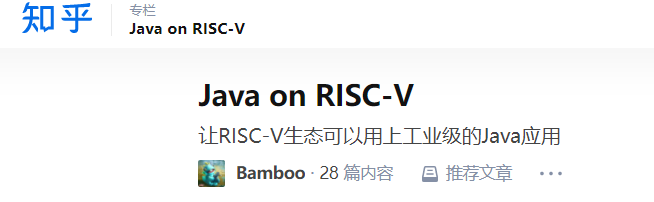 知乎
专栏
Java on RISC-V
Java on RISC-V
让RISC-V生态可以用上工业级的Java应用
Bamboo · 28 篇内容 推荐文章 ···